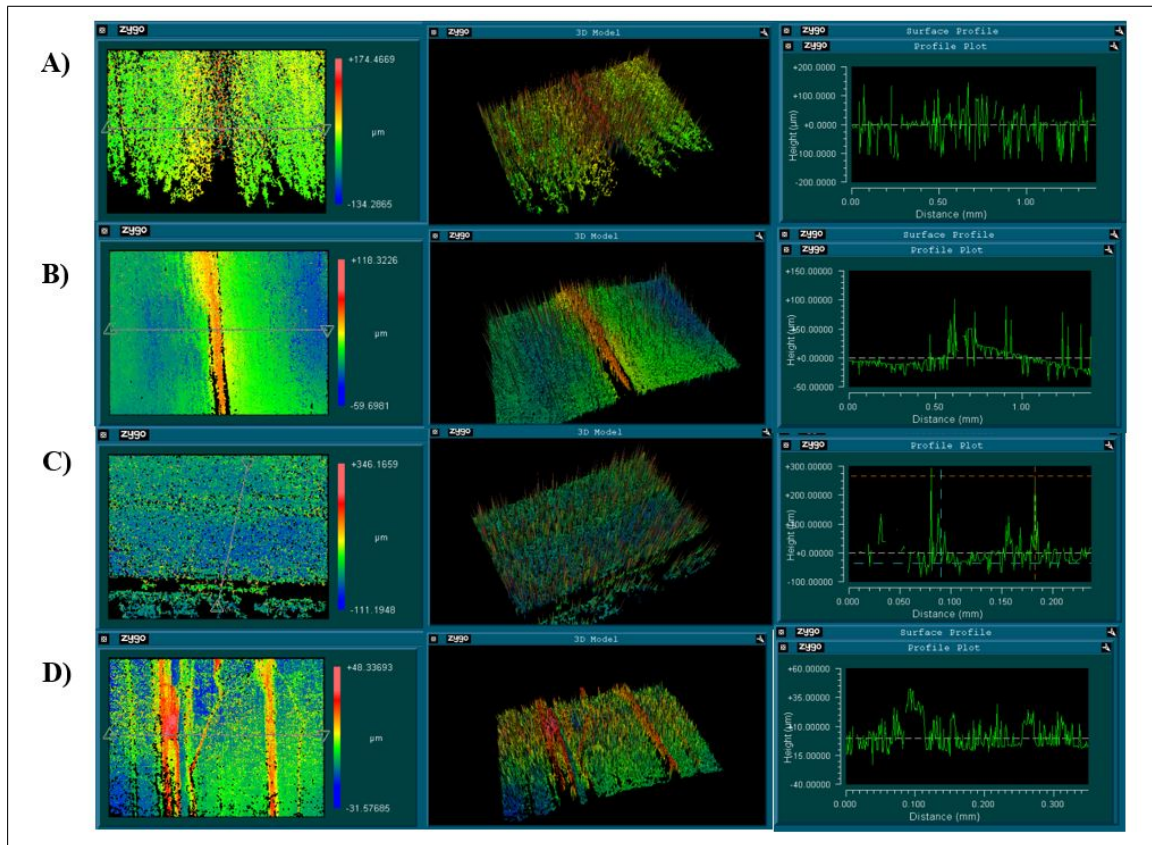 A)
zygo
+174.4669
µm
-134.2865
3D Model
zygo
Surface Profile
zygo
Profile Plot
+200.0000
+100.0000
+0.0000
-100.0000
-200.0000
Height (µm)
0.00 0.50 1.00
Distance (mm)
B)
zygo
+118.3226
µm
-59.6981
3D Model
zygo
Surface Profile
zygo
Profile Plot
+150.00000
+100.00000
+50.00000
+0.00000
-50.00000
Height (µm)
0.00 0.50 1.00
Distance (mm)
C)
zygo
+346.1659
µm
-111.1948
3D Model
zygo
zygo
Profile Plot
+300.00000
+200.00000
+100.00000
+0.00000
-100.0000
Height (µm)
0.000 0.050 0.100 0.150 0.200
Distance (mm)
D)
zygo
+48.33693
µm
-31.57685
3D Model
zygo
Surface Profile
zygo
Profile Plot
+60.00000
+35.00000
+10.00000
-15.00000
-40.00000
Height (µm)
0.000 0.100 0.200 0.300
Distance (mm)